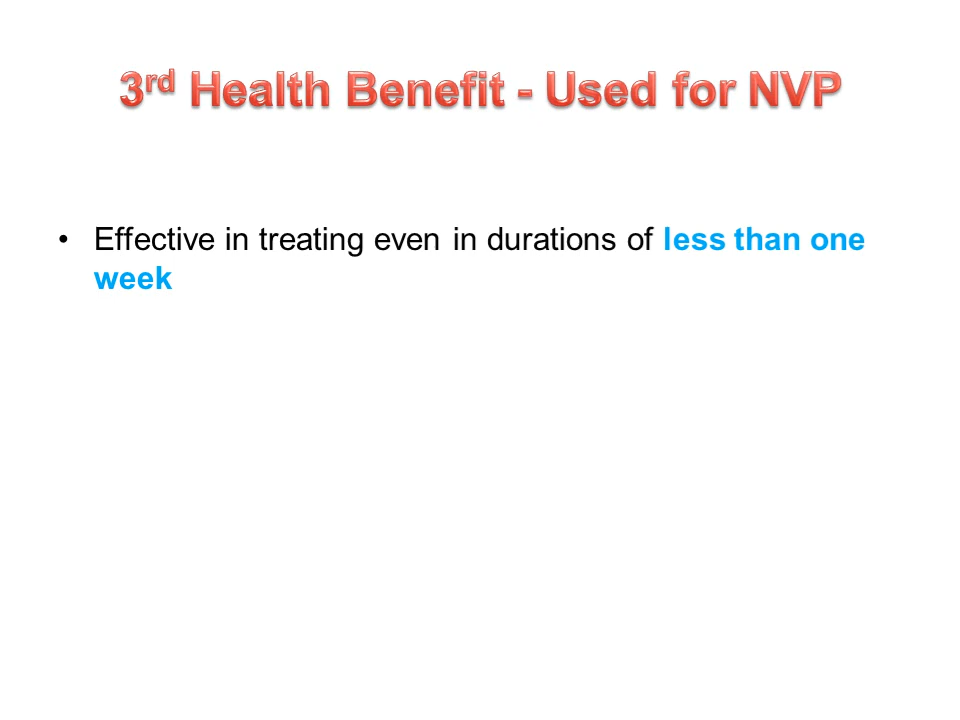 3rd Health Benefit - Used for NVP
• Effective in treating even in durations of less than one
week